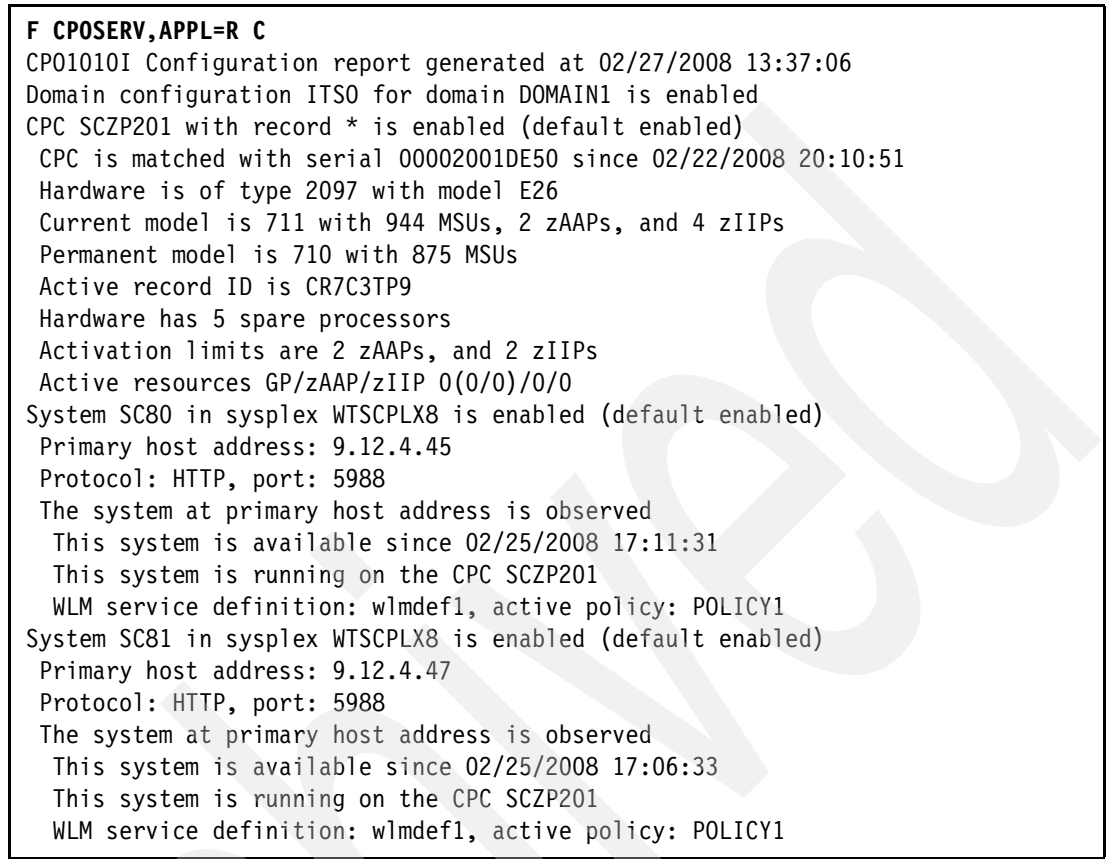 F CPOSERV,APPL=R C
CPO1010I Configuration report generated at 02/27/2008 13:37:06
Domain configuration ITSO for domain DOMAIN1 is enabled
CPC SCZP201 with record * is enabled (default enabled)
CPC is matched with serial 00002001DE50 since 02/22/2008 20:10:51
Hardware is of type 2097 with model E26
Current model is 711 with 944 MSUs, 2 zAAPs, and 4 zIIPs
Permanent model is 710 with 875 MSUs
Active record ID is CR7C3TP9
Hardware has 5 spare processors
Activation limits are 2 zAAPs, and 2 zIIPs
Active resources GP/zAAP/zIIP 0(0/0)/0/0
System SC80 in sysplex WTSCPLX8 is enabled (default enabled)
Primary host address: 9.12.4.45
Protocol: HTTP, port: 5988
The system at primary host address is observed
This system is available since 02/25/2008 17:11:31
This system is running on the CPC SCZP201
WLM service definition: wlmdef1, active policy: POLICY1
System SC81 in sysplex WTSCPLX8 is enabled (default enabled)
Primary host address: 9.12.4.47
Protocol: HTTP, port: 5988
The system at primary host address is observed
This system is available since 02/25/2008 17:06:33
This system is running on the CPC SCZP201
WLM service definition: wlmdef1, active policy: POLICY1